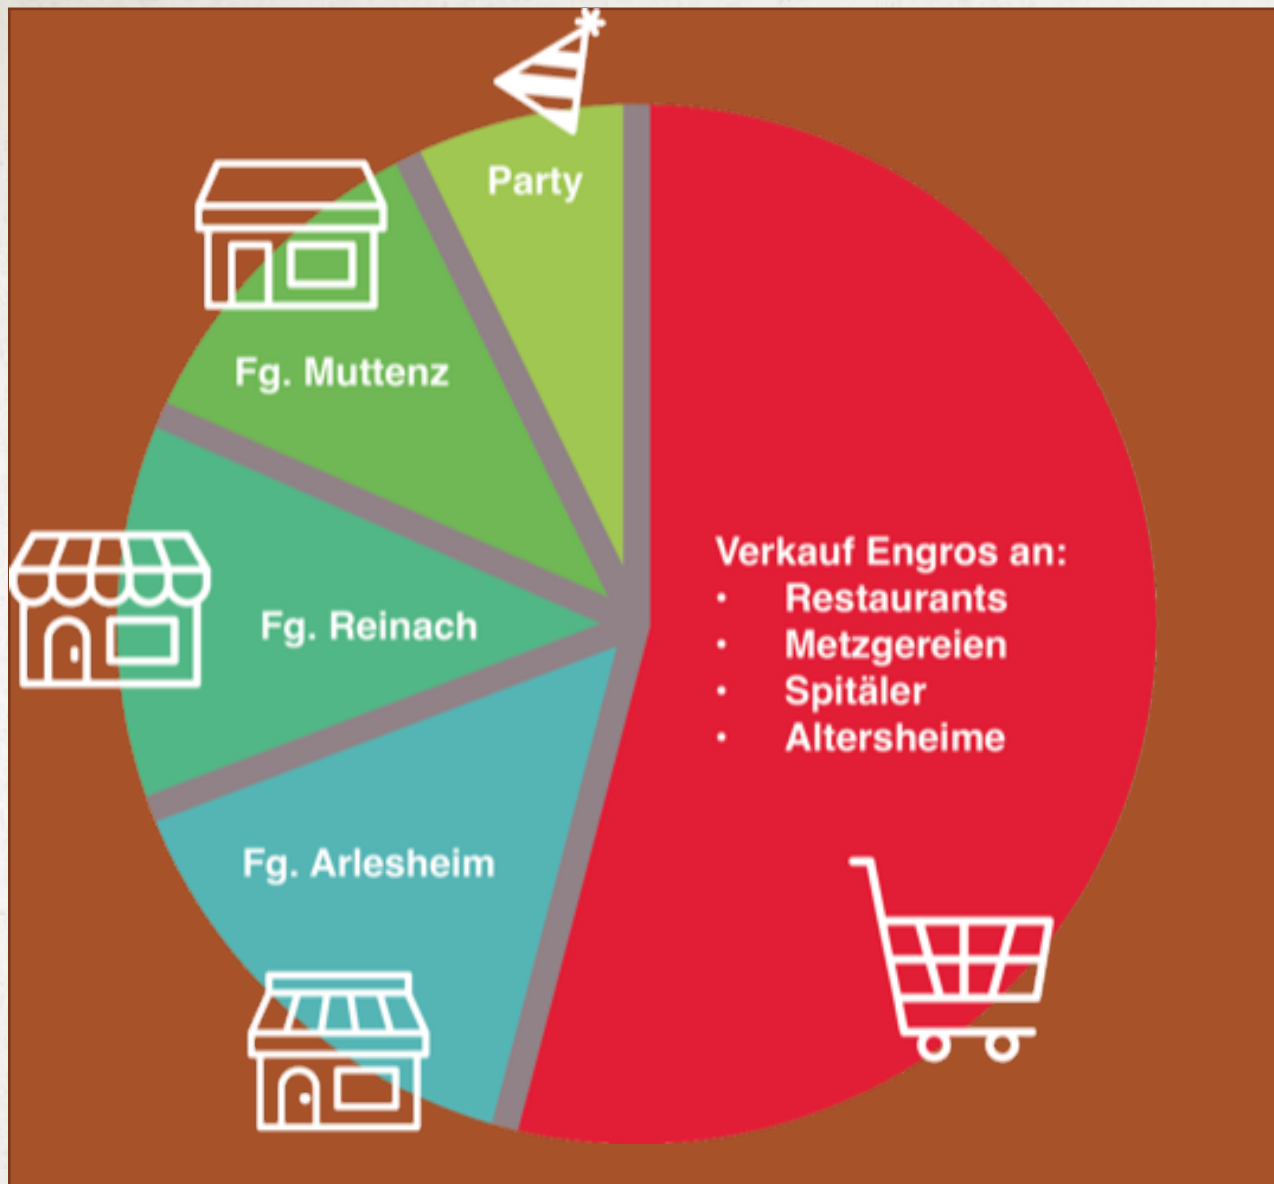 Party
Fg. Muttenz
Fg. Reinach
Fg. Arlesheim
Verkauf Engros an:
• Restaurants
• Metzgereien
• Spitäler
• Altersheime